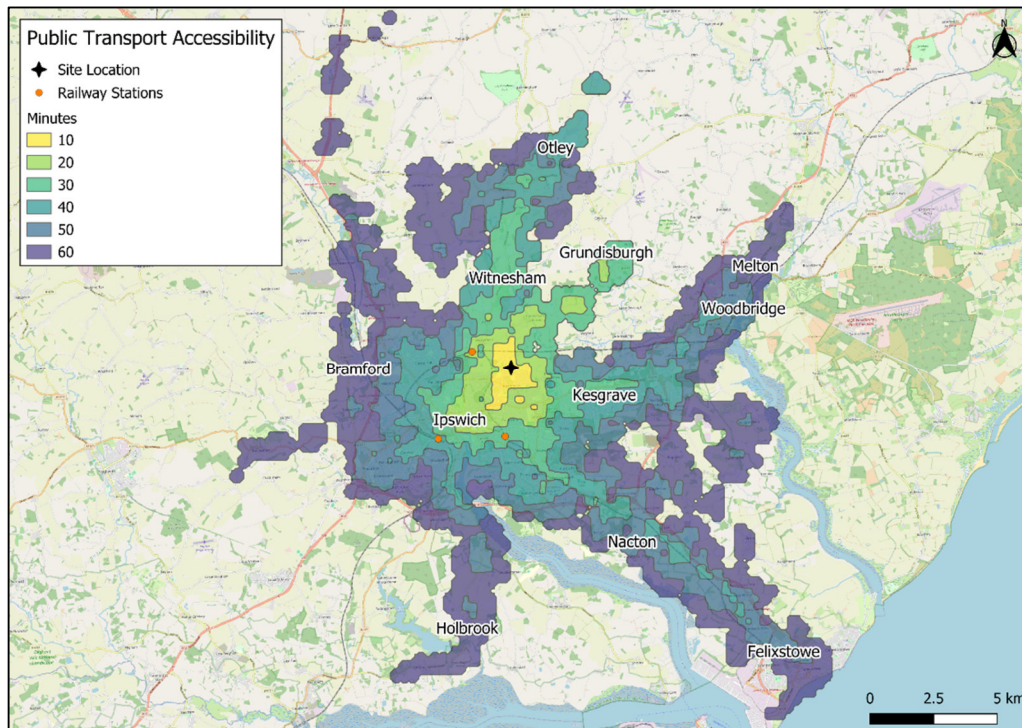 Public Transport Accessibility
Site Location
Railway Stations
Minutes
10
20
30
40
50
60
N
Otley
Grundisburgh
Witnesham
Melton
Woodbridge
Bramford
Kesgrave
Ipswich
Nacton
Holbrook
Felixstowe
0 2.5 5 km